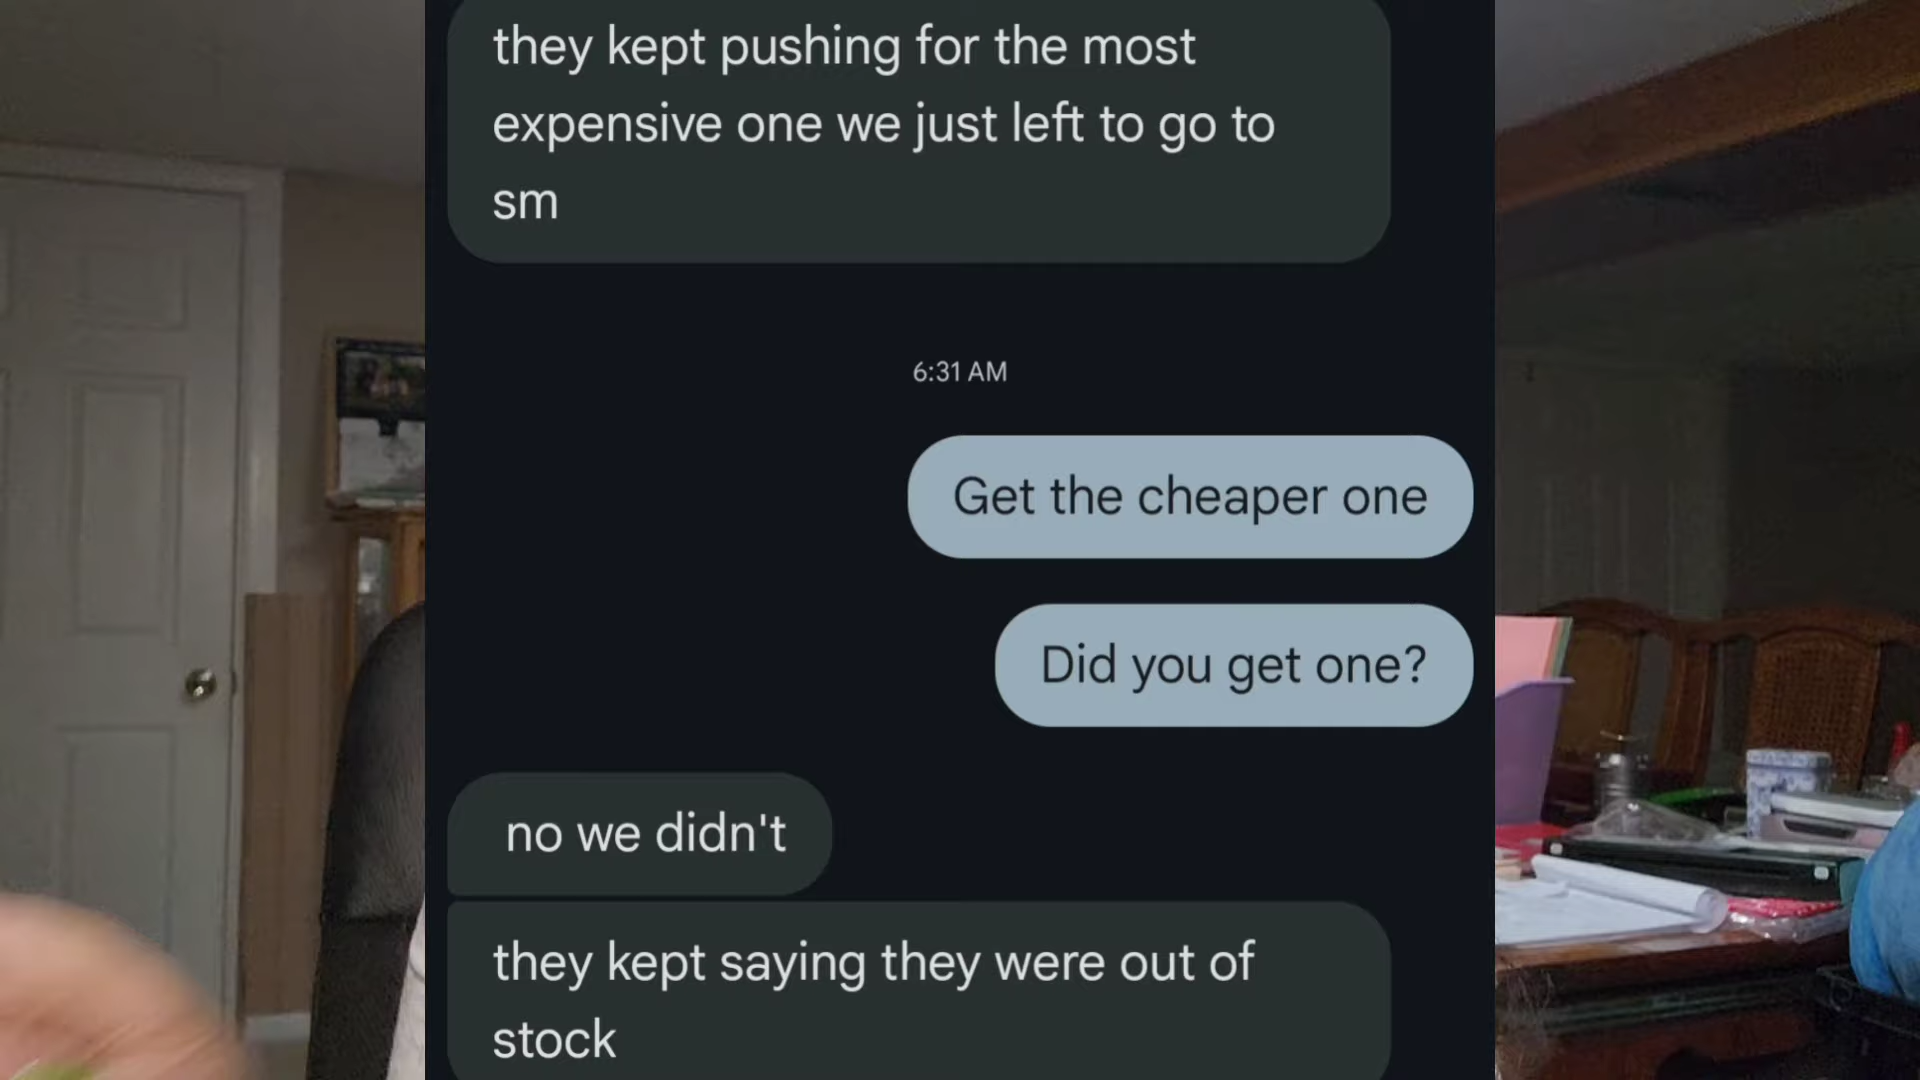 they kept pushing for the most
expensive one we just left to go to
sm
6:31 AM
Get the cheaper one
Did you get one?
no we didn't
they kept saying they were out of
stock